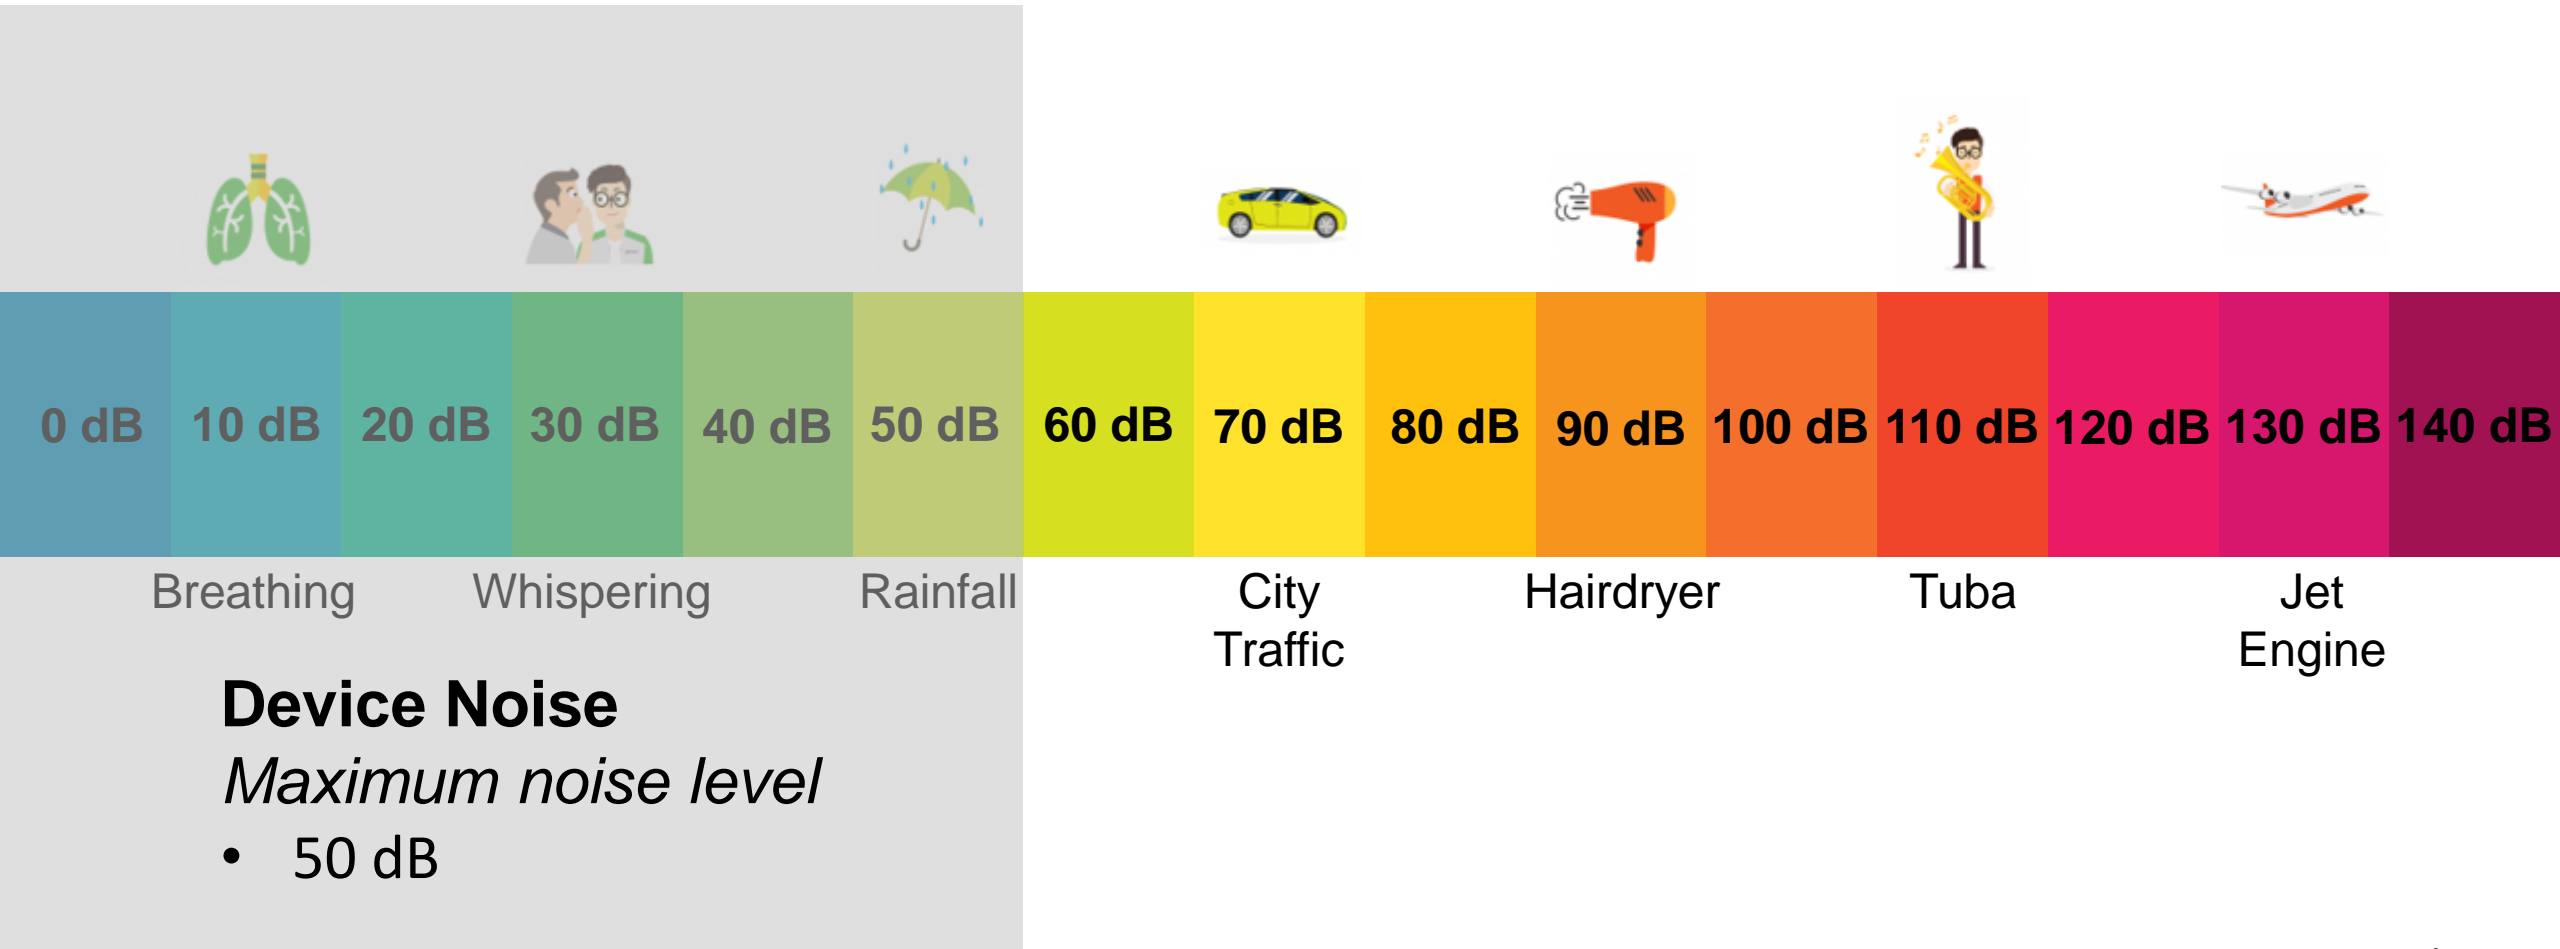 0 dB 10 dB 20 dB 30 dB 40 dB 50 dB 60 dB 70 dB 80 dB 90 dB 100 dB 110 dB 120 dB 130 dB 140 dB
Breathing Whispering Rainfall City Hairdryer Tuba Jet
Traffic Engine
Device Noise
Maximum noise level
• 50 dB